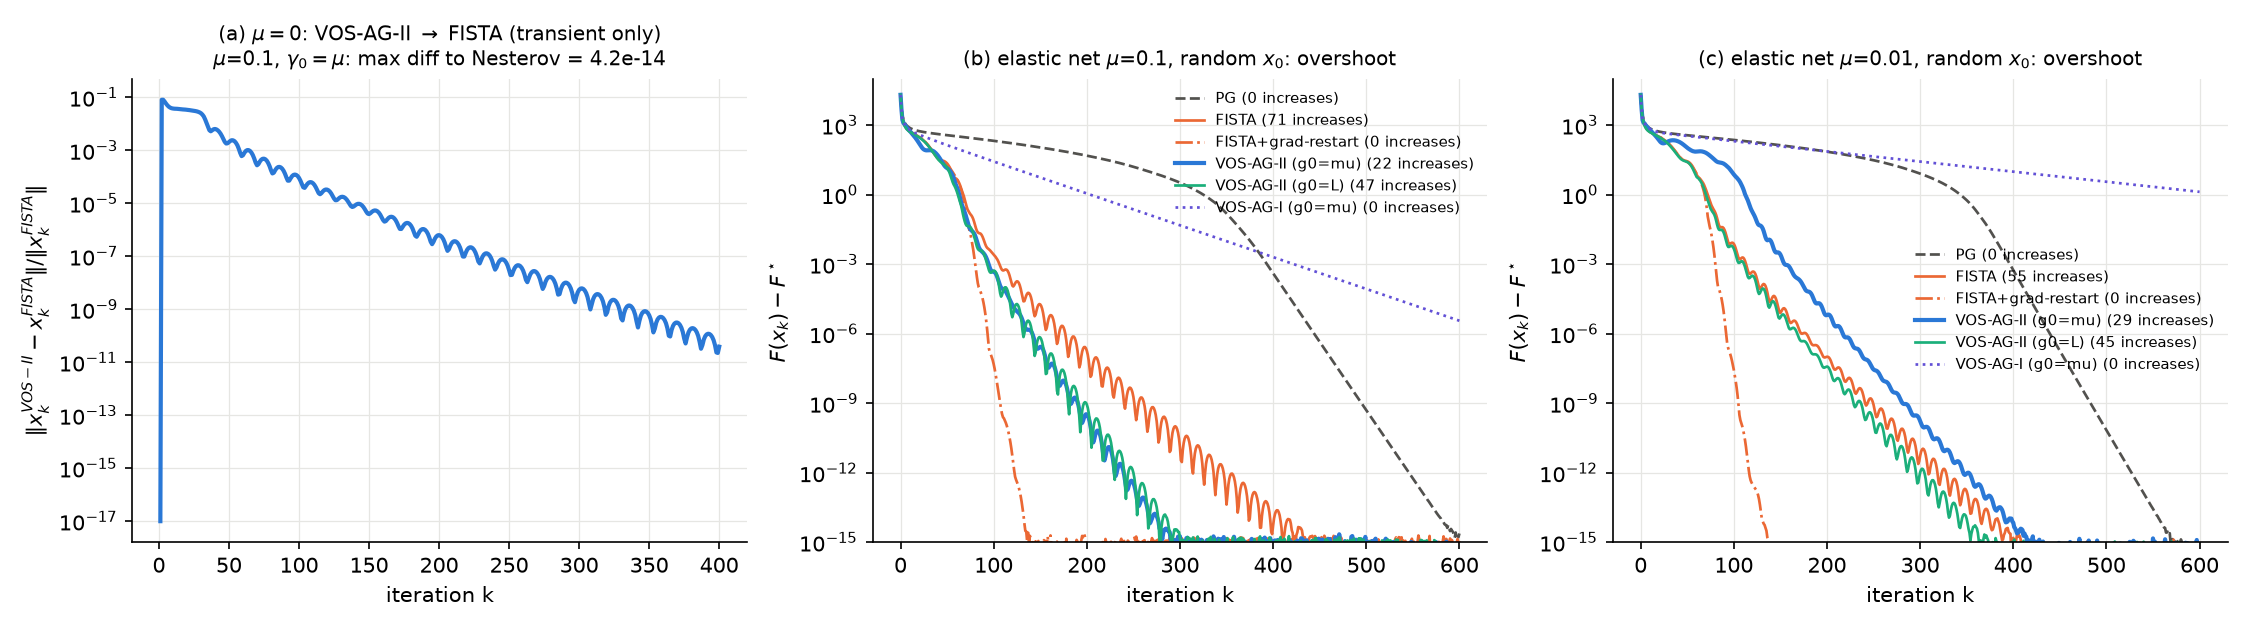 (a) μ = 0: VOS-AG-II → FISTA (transient only)
μ=0.1, γ₀ = μ: max diff to Nesterov = 4.2e-14
‖x_k^{VOS−II} − x_k^{FISTA}‖/‖x_k^{FISTA}‖
10⁻¹
10⁻³
10⁻⁵
10⁻⁷
10⁻⁹
10⁻¹¹
10⁻¹³
10⁻¹⁵
10⁻¹⁷
0 50 100 150 200 250 300 350 400
iteration k
(b) elastic net μ=0.1, random x₀: overshoot
F(x_k) − F⋆
10³
10⁰
10⁻³
10⁻⁶
10⁻⁹
10⁻¹²
10⁻¹⁵
PG (0 increases)
FISTA (71 increases)
FISTA+grad-restart (0 increases)
VOS-AG-II (g0=mu) (22 increases)
VOS-AG-II (g0=L) (47 increases)
VOS-AG-I (g0=mu) (0 increases)
0 100 200 300 400 500 600
iteration k
(c) elastic net μ=0.01, random x₀: overshoot
F(x_k) − F⋆
10³
10⁰
10⁻³
10⁻⁶
10⁻⁹
10⁻¹²
10⁻¹⁵
PG (0 increases)
FISTA (55 increases)
FISTA+grad-restart (0 increases)
VOS-AG-II (g0=mu) (29 increases)
VOS-AG-II (g0=L) (45 increases)
VOS-AG-I (g0=mu) (0 increases)
0 100 200 300 400 500 600
iteration k